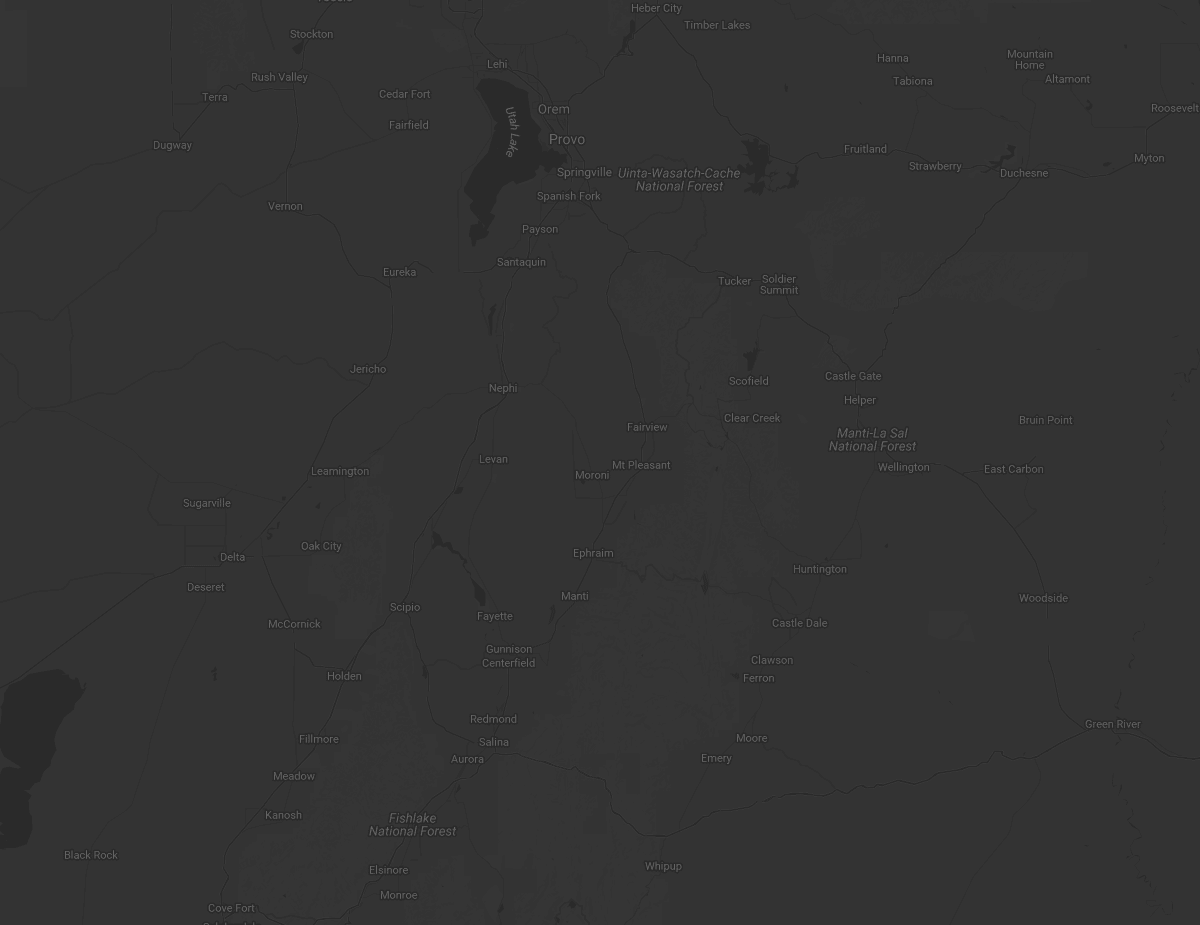 Heber City
Timber Lakes
Stockton
Hanna
Mountain
Home
Lehi
Rush Valley
Tabiona
Altamont
Cedar Fort
Terra
Orem
Roosevelt
Fairfield
Utah Lake
Provo
Dugway
Fruitland
Myton
Strawberry
Springville
Uinta-Wasatch-Cache
National Forest
Duchesne
Spanish Fork
Vernon
Payson
Santaquin
Eureka
Tucker
Soldier
Summit
Jericho
Castle Gate
Scofield
Nephi
Helper
Clear Creek
Bruin Point
Fairview
Manti-La Sal
National Forest
Levan
Mt Pleasant
Wellington
East Carbon
Leamington
Moroni
Sugarville
Oak City
Ephraim
Delta
Huntington
Deseret
Manti
Woodside
Scipio
Fayette
McCornick
Castle Dale
Gunnison
Centerfield
Clawson
Holden
Ferron
Redmond
Green River
Fillmore
Salina
Moore
Aurora
Emery
Meadow
Kanosh
Fishlake
National Forest
Black Rock
Whipup
Elsinore
Monroe
Cove Fort